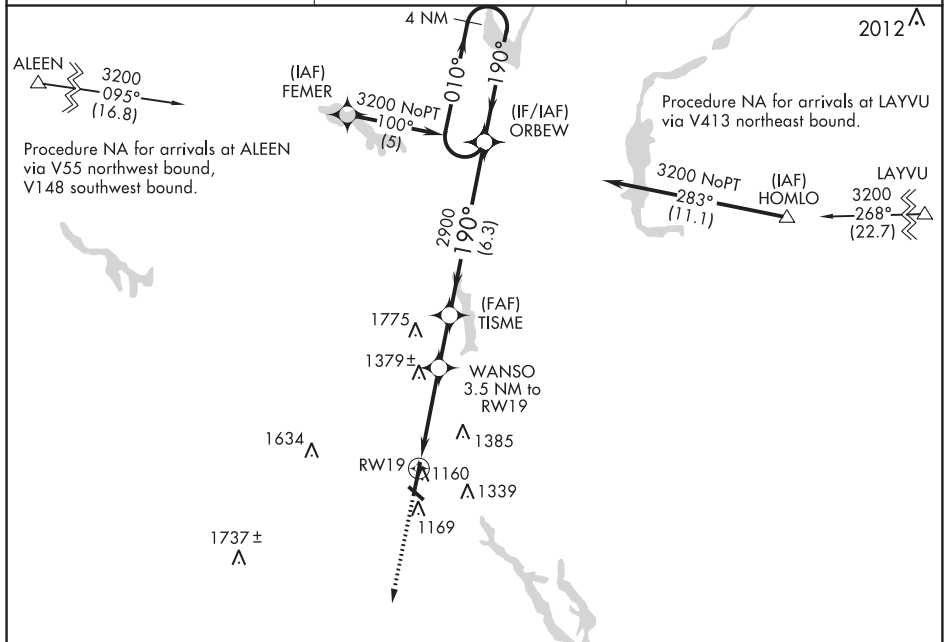 4 NM
2012
ALEEN
3200
095°
(16.8)
(IAF)
FEMER
3200 NoPT
100°
(5)
010°
190°
(IF/IAF)
ORBEW
Procedure NA for arrivals at LAYVU
via V413 northeast bound.
Procedure NA for arrivals at ALEEN
via V55 northwest bound,
V148 southwest bound.
3200 NoPT
283°
(11.1)
(IAF)
HOMLO
LAYVU
3200
268°
(22.7)
2900
190°
(6.3)
(FAF)
TISME
1775
1379±
WANSO
3.5 NM to
RW19
1634
1385
RW19
1160
1339
1169
1737±